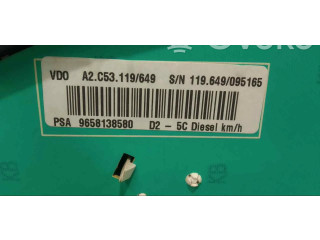 VDO A2.C53.119/649 S/N 119.649/095165
PSA 9658138580 D2 - 5C Diesel km/h